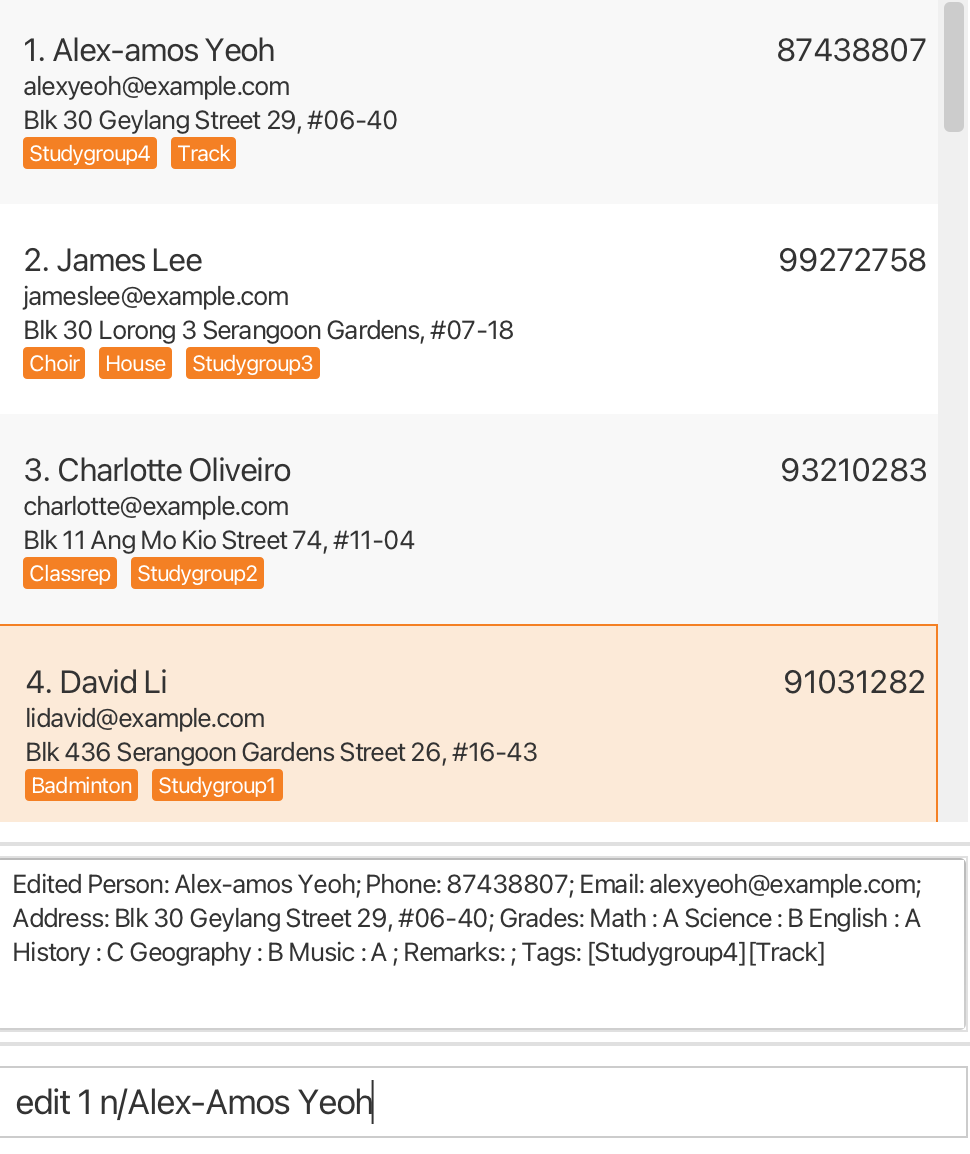 1. Alex-amos Yeoh 87438807
alexyeoh@example.com
Blk 30 Geylang Street 29, #06-40
Studygroup4 Track
2. James Lee 99272758
jameslee@example.com
Blk 30 Lorong 3 Serangoon Gardens, #07-18
Choir House Studygroup3
3. Charlotte Oliveiro 93210283
charlotte@example.com
Blk 11 Ang Mo Kio Street 74, #11-04
Classrep Studygroup2
4. David Li 91031282
lidavid@example.com
Blk 436 Serangoon Gardens Street 26, #16-43
Badminton Studygroup1
Edited Person: Alex-amos Yeoh; Phone: 87438807; Email: alexyeoh@example.com;
Address: Blk 30 Geylang Street 29, #06-40; Grades: Math : A Science : B English : A
History : C Geography : B Music : A ; Remarks: ; Tags: [Studygroup4][Track]
edit 1 n/Alex-Amos Yeoh